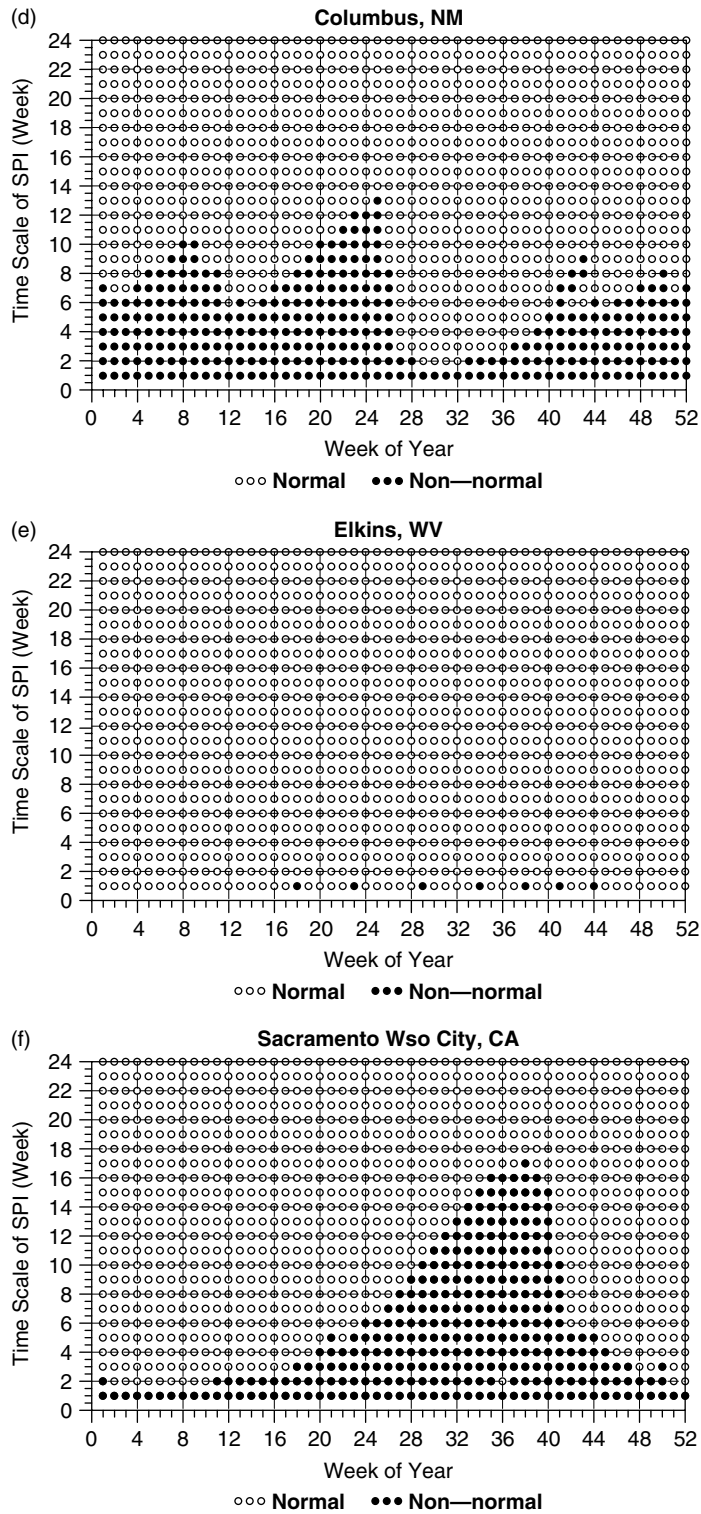 (d)
Columbus, NM
24
22
20
18
16
14
12
10
8
6
4
2
0
Time Scale of SPI (Week)
0 4 8 12 16 20 24 28 32 36 40 44 48 52
Week of Year
Normal Non—normal
(e)
Elkins, WV
24
22
20
18
16
14
12
10
8
6
4
2
0
Time Scale of SPI (Week)
0 4 8 12 16 20 24 28 32 36 40 44 48 52
Week of Year
Normal Non—normal
(f)
Sacramento Wso City, CA
24
22
20
18
16
14
12
10
8
6
4
2
0
Time Scale of SPI (Week)
0 4 8 12 16 20 24 28 32 36 40 44 48 52
Week of Year
Normal Non—normal